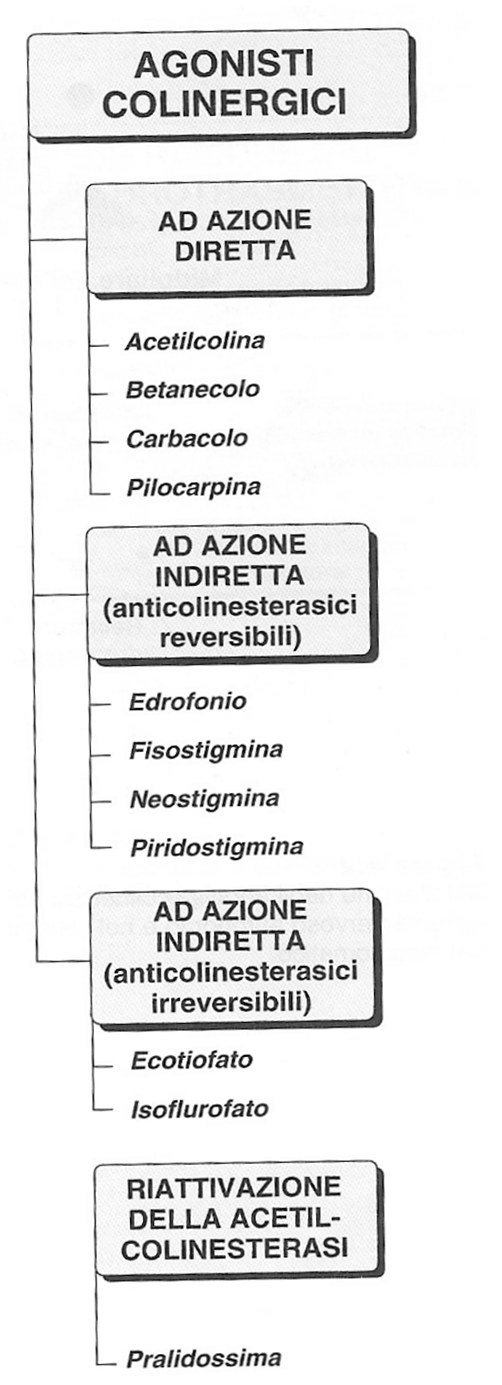 AGONISTI
COLINERGICI
AD AZIONE
DIRETTA
Acetilcolina
Betanecolo
Carbacolo
Pilocarpina
AD AZIONE
INDIRETTA
(anticolinesterasici
reversibili)
Edrofonio
Fisostigmina
Neostigmina
Piridostigmina
AD AZIONE
INDIRETTA
(anticolinesterasici
irreversibili)
Ecotiofato
Isoflurofato
RIATTIVAZIONE
DELLA ACETIL-
COLINESTERASI
Pralidossima